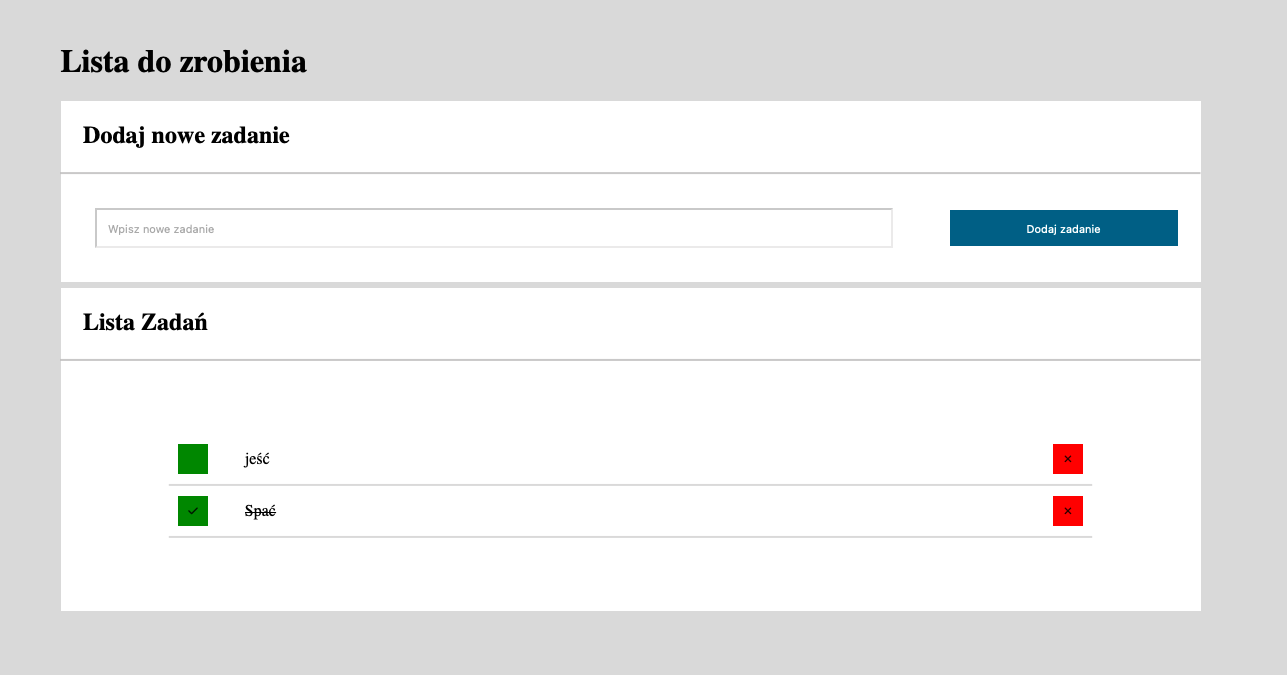 Lista do zrobienia
Dodaj nowe zadanie
Wpisz nowe zadanie
Dodaj zadanie
Lista Zadań
jeść ×
✓ Spać ×